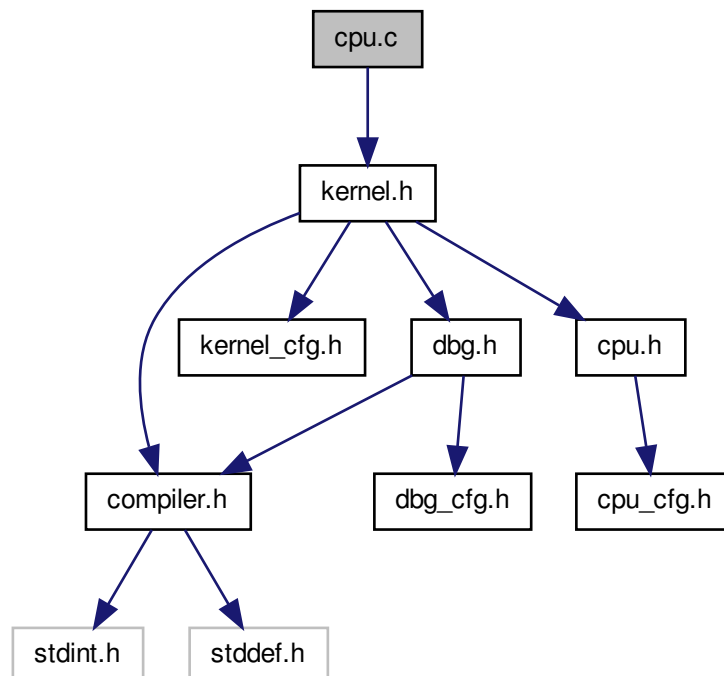 cpu.c
kernel.h
kernel_cfg.h
dbg.h
cpu.h
compiler.h
dbg_cfg.h
cpu_cfg.h
stdint.h
stddef.h